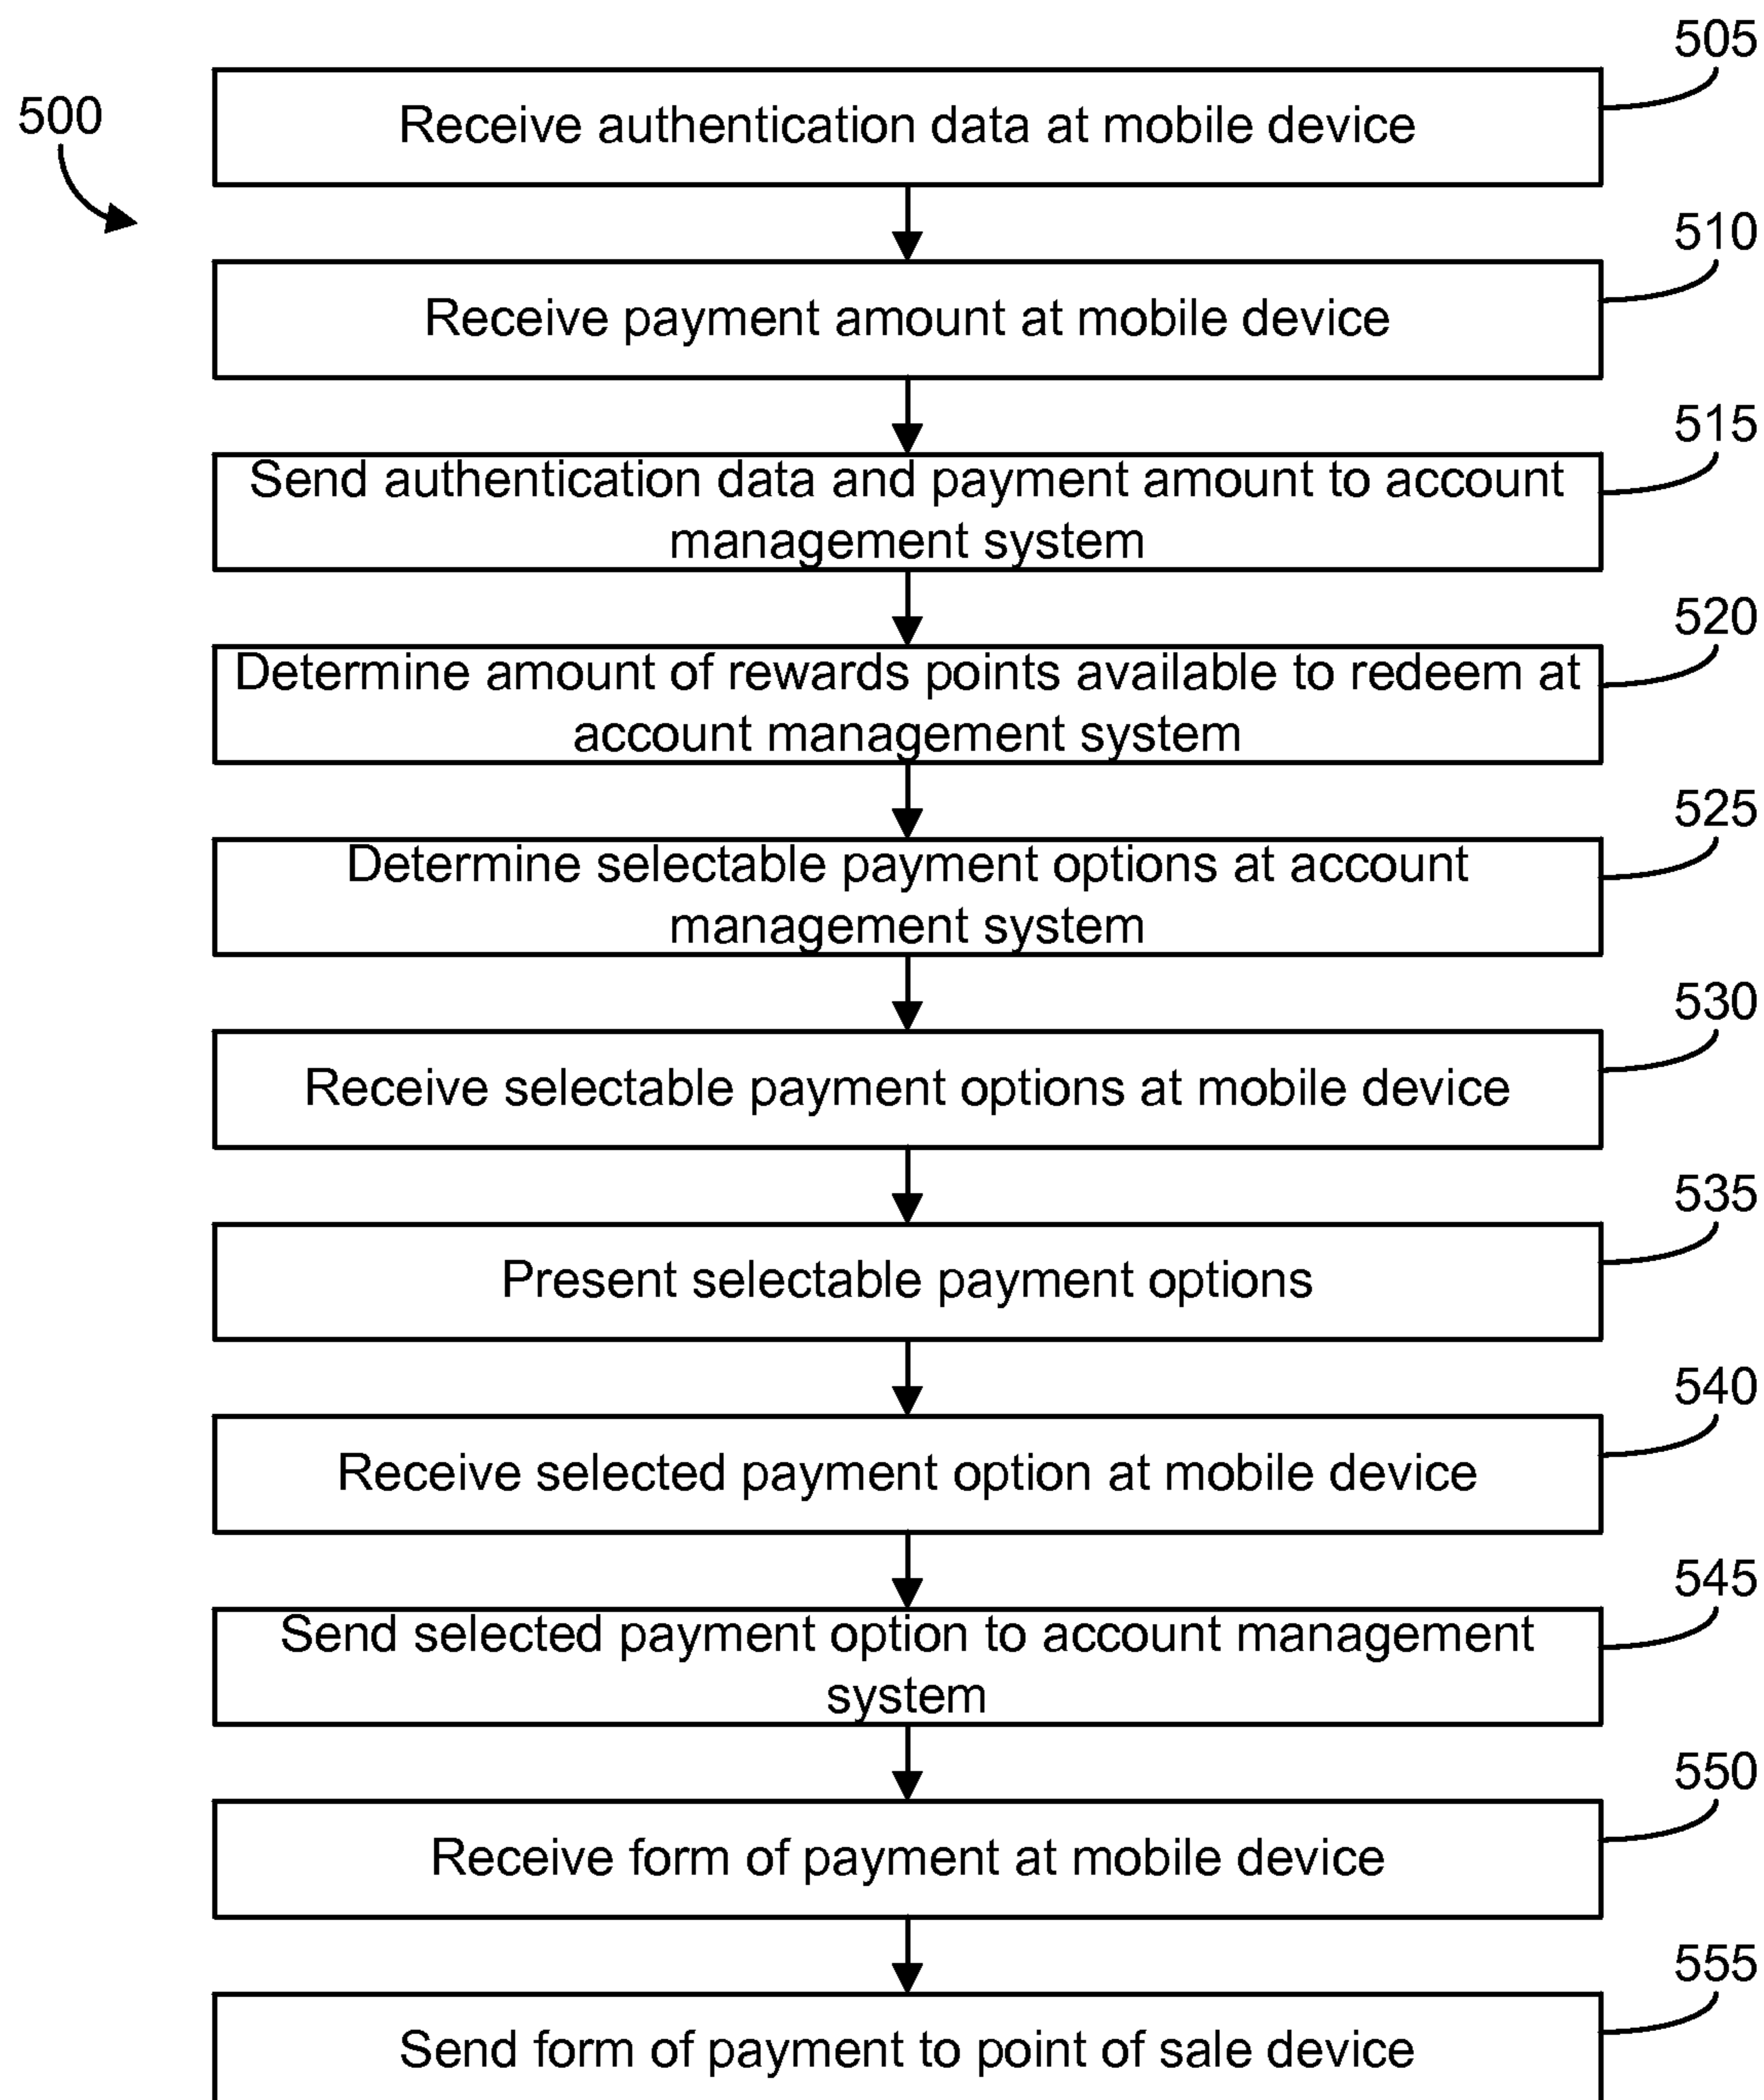 505
500
Receive authentication data at mobile device
510
Receive payment amount at mobile device
515
Send authentication data and payment amount to account
management system
520
Determine amount of rewards points available to redeem at
account management system
525
Determine selectable payment options at account
management system
530
Receive selectable payment options at mobile device
535
Present selectable payment options
540
Receive selected payment option at mobile device
545
Send selected payment option to account management
system
550
Receive form of payment at mobile device
555
Send form of payment to point of sale device